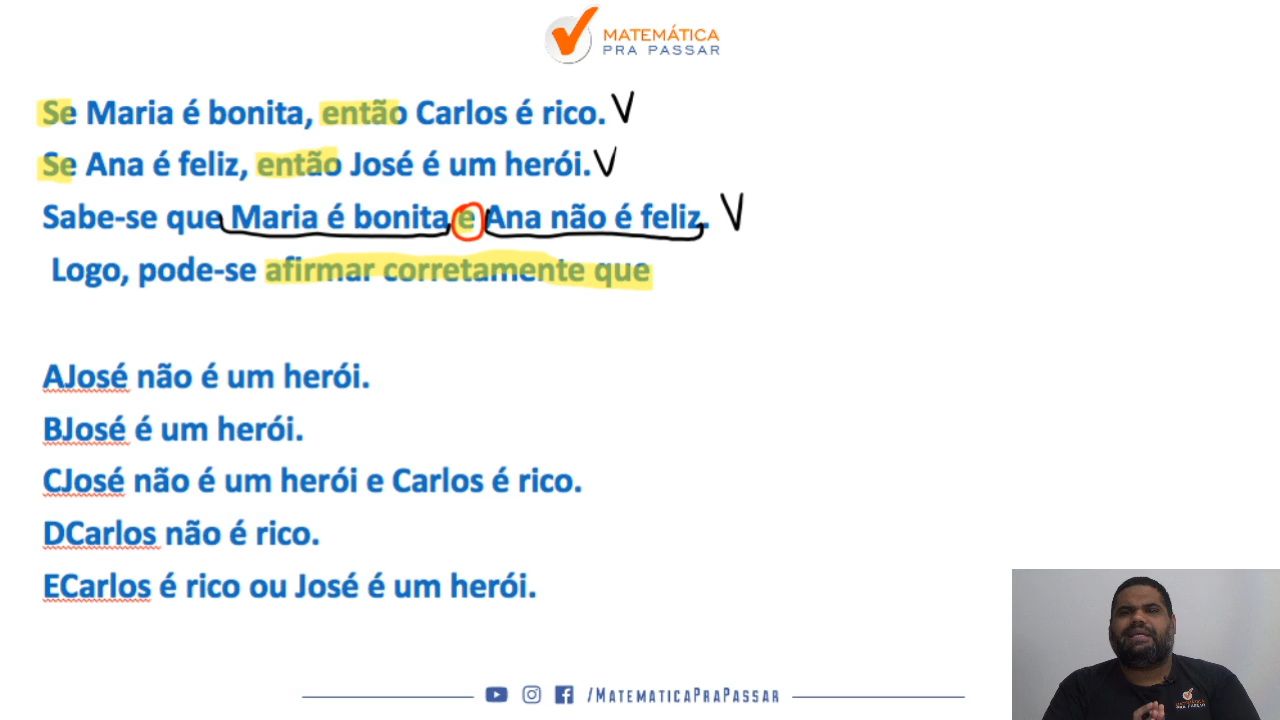 MATEMÁTICA
PRA PASSAR
Se Maria é bonita, então Carlos é rico. V
Se Ana é feliz, então José é um herói. V
Sabe-se que Maria é bonita e Ana não é feliz. V
Logo, pode-se afirmar corretamente que
AJosé não é um herói.
BJosé é um herói.
CJosé não é um herói e Carlos é rico.
DCarlos não é rico.
ECarlos é rico ou José é um herói.
/MATEMATICAPRAPASSAR